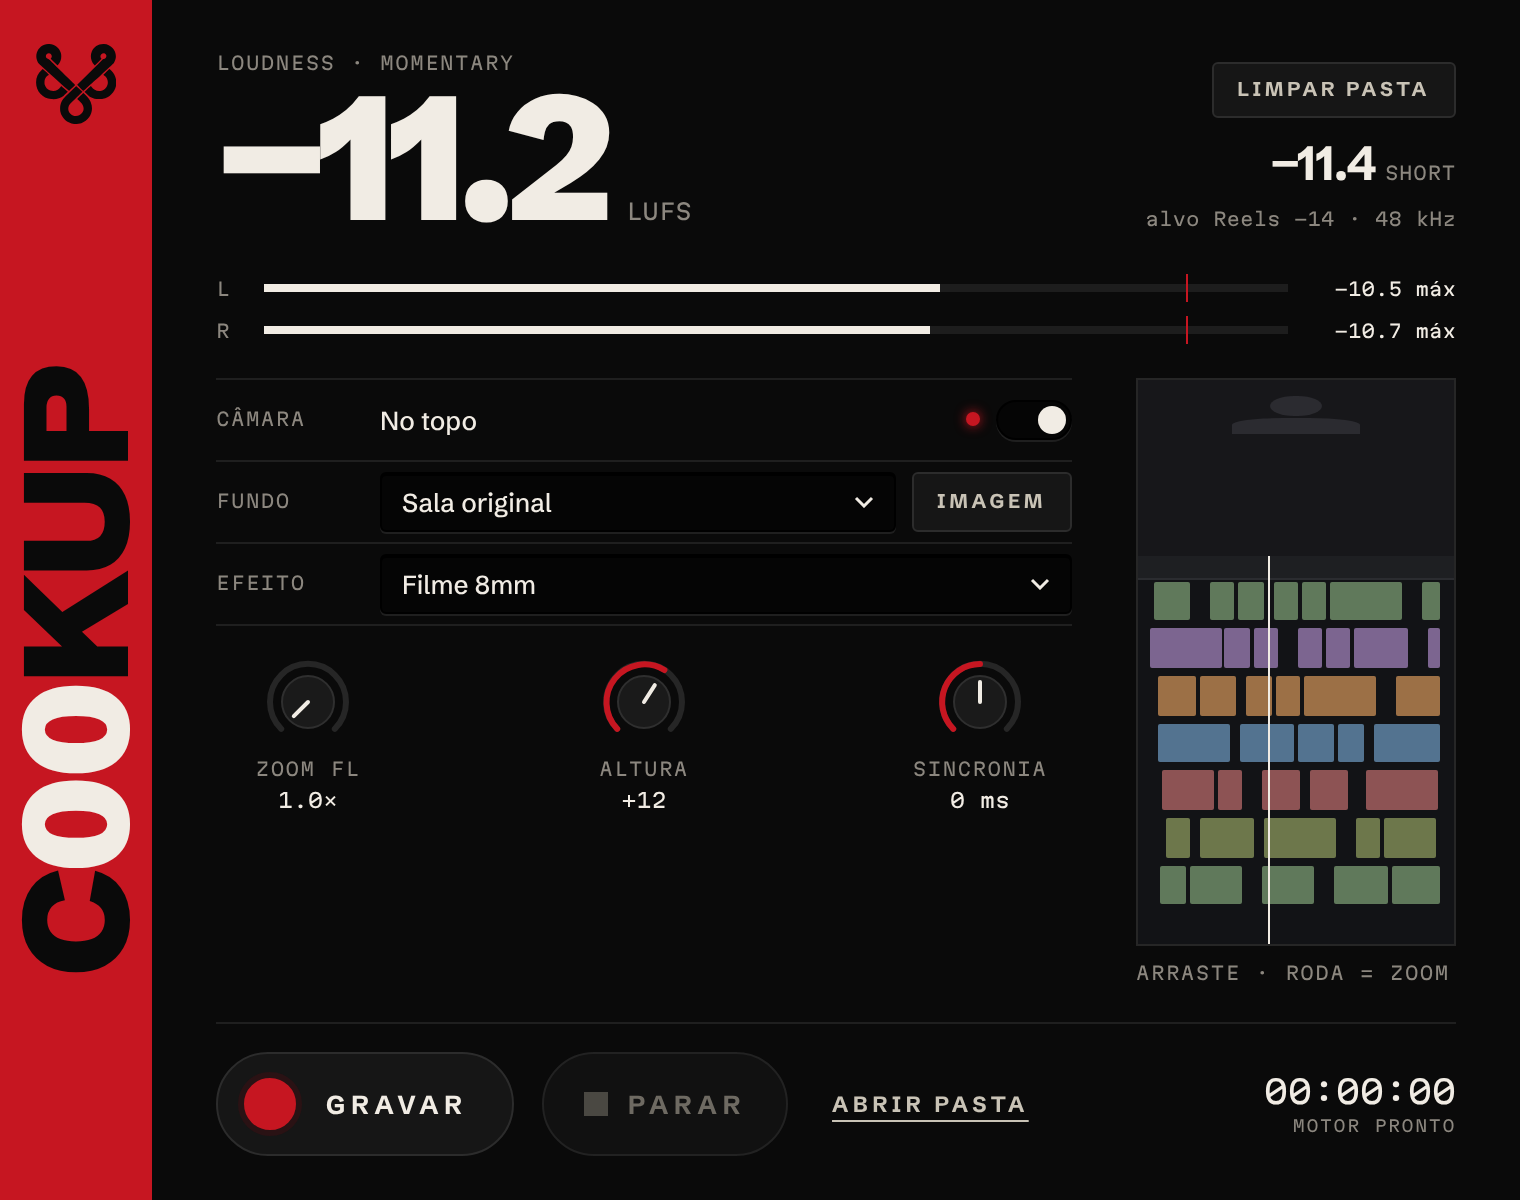 COOKUP
LOUDNESS · MOMENTARY
−11.2 LUFS
LIMPAR PASTA
−11.4 SHORT
alvo Reels −14 · 48 kHz
L −10.5 máx
R −10.7 máx
CÂMARA No topo
FUNDO Sala original IMAGEM
EFEITO Filme 8mm
ZOOM FL ALTURA SINCRONIA
1.0× +12 0 ms
ARRASTE · RODA = ZOOM
GRAVAR PARAR ABRIR PASTA 00:00:00
MOTOR PRONTO